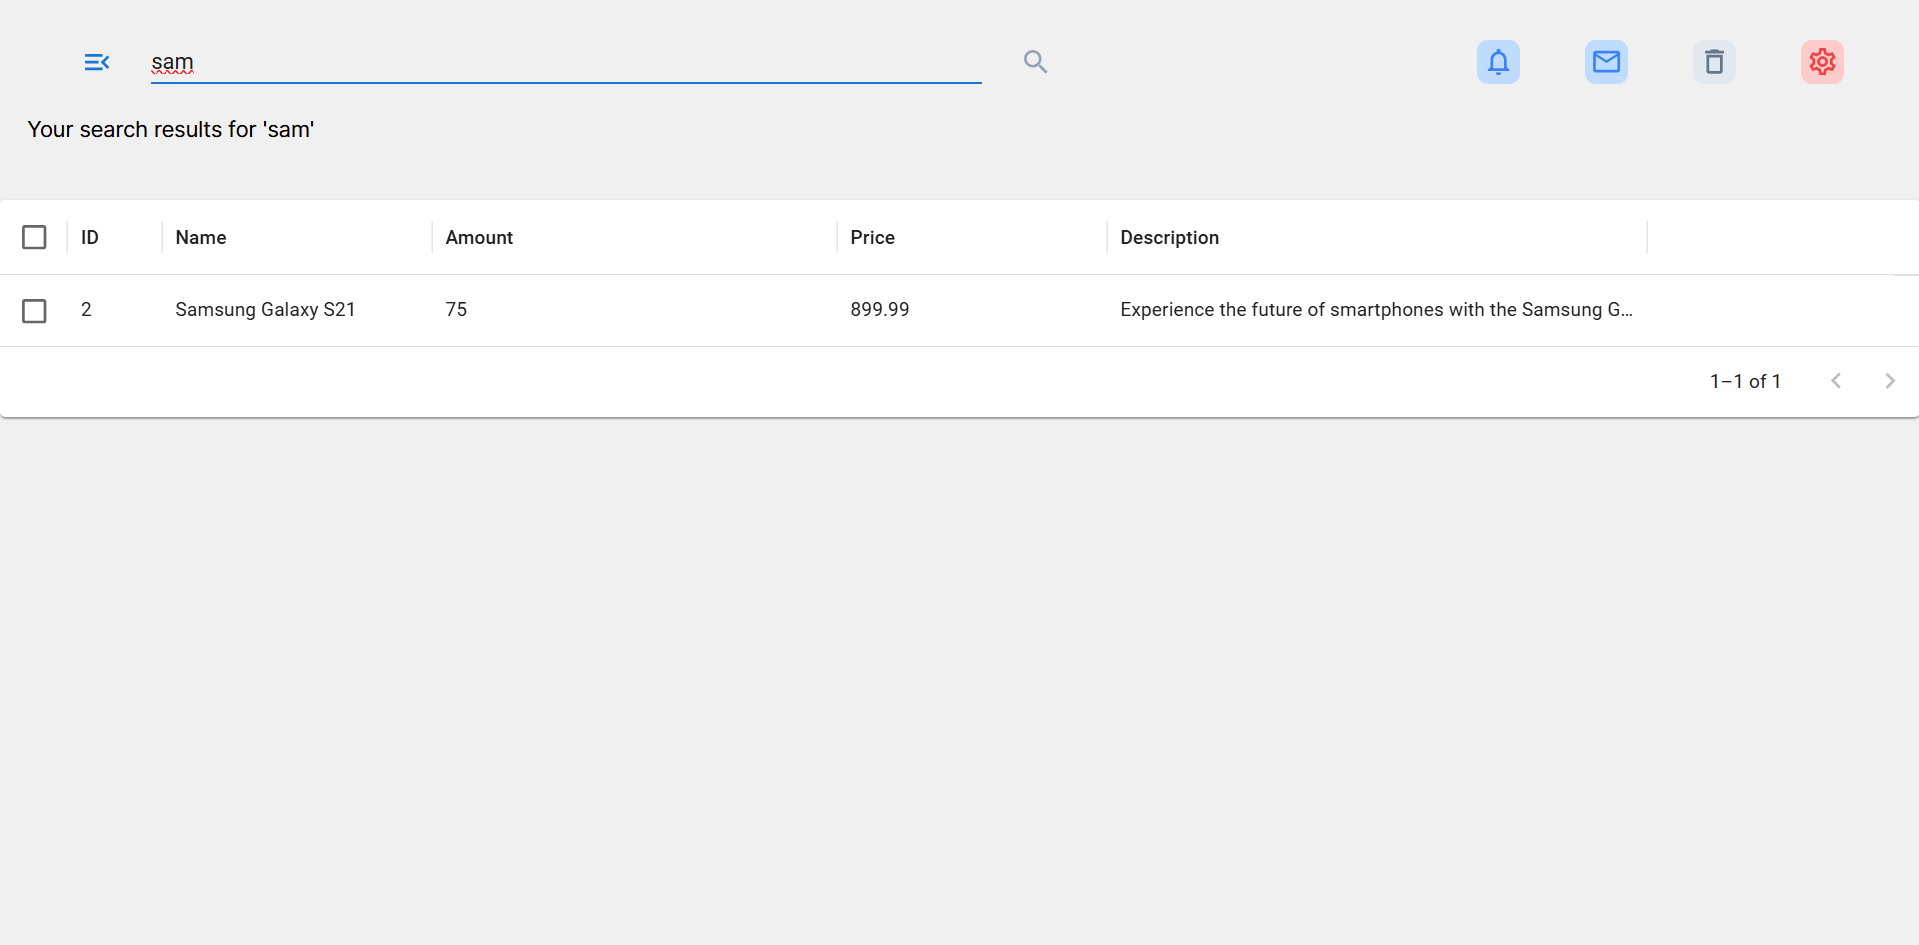 sam
Your search results for 'sam'
ID Name Amount Price Description
2 Samsung Galaxy S21 75 899.99 Experience the future of smartphones with the Samsung G…
1–1 of 1